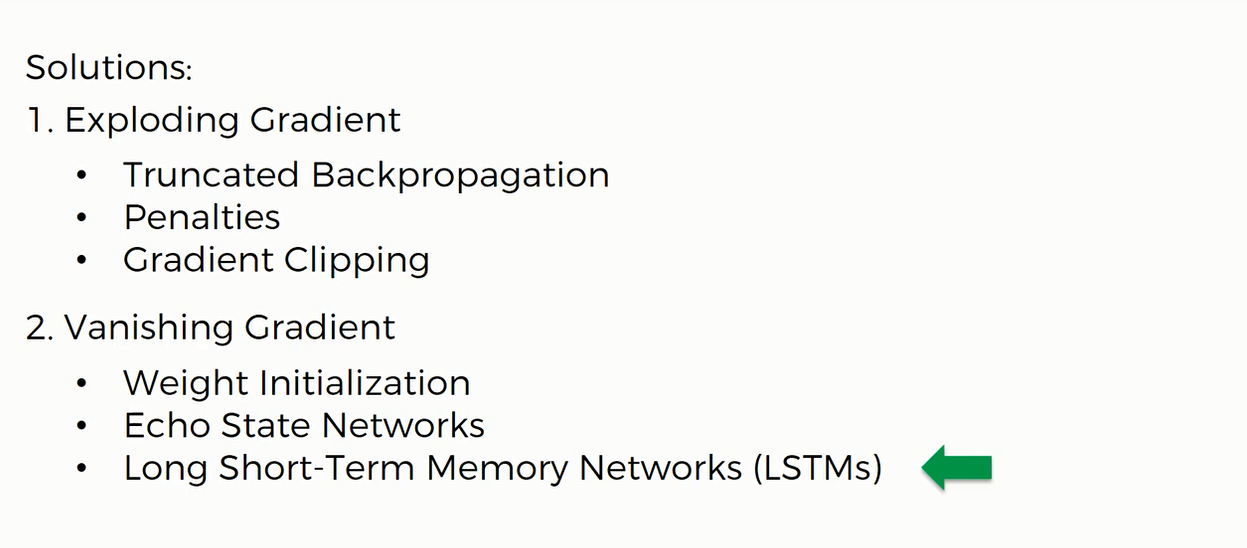 Solutions:
1. Exploding Gradient
• Truncated Backpropagation
• Penalties
• Gradient Clipping
2. Vanishing Gradient
• Weight Initialization
• Echo State Networks
• Long Short-Term Memory Networks (LSTMs)